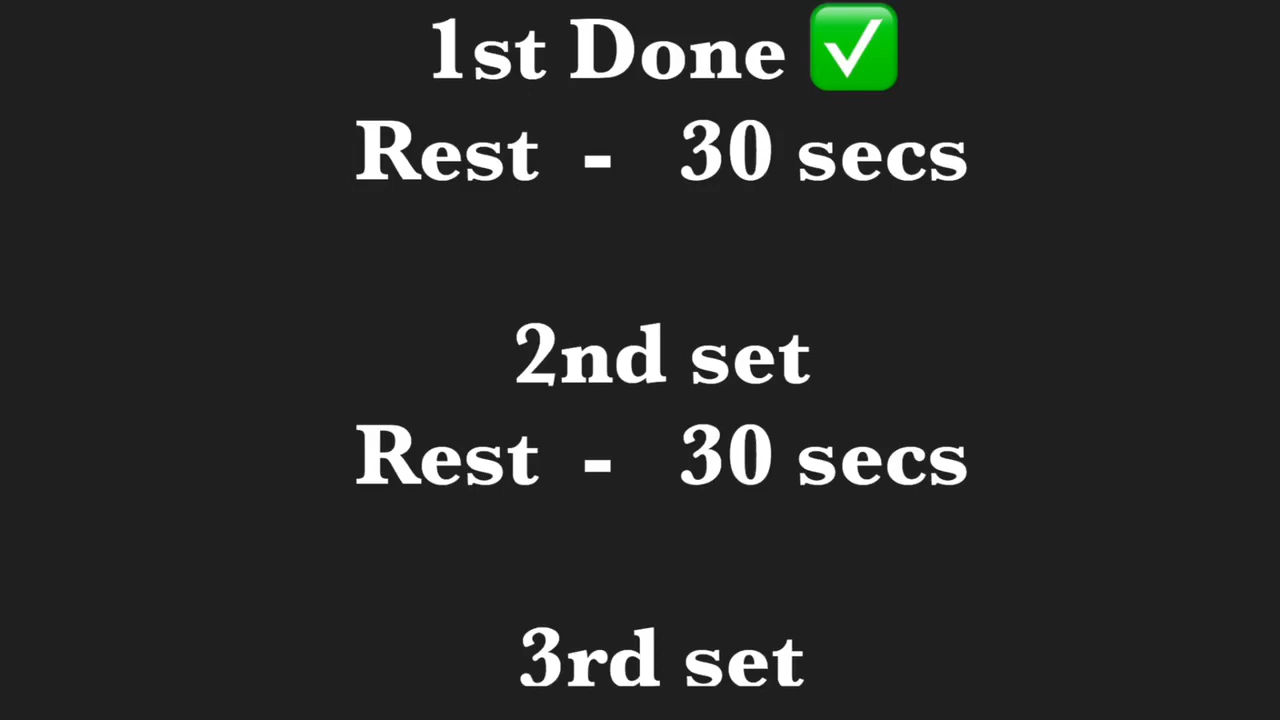 1st Done ✅
Rest - 30 secs
2nd set
Rest - 30 secs
3rd set